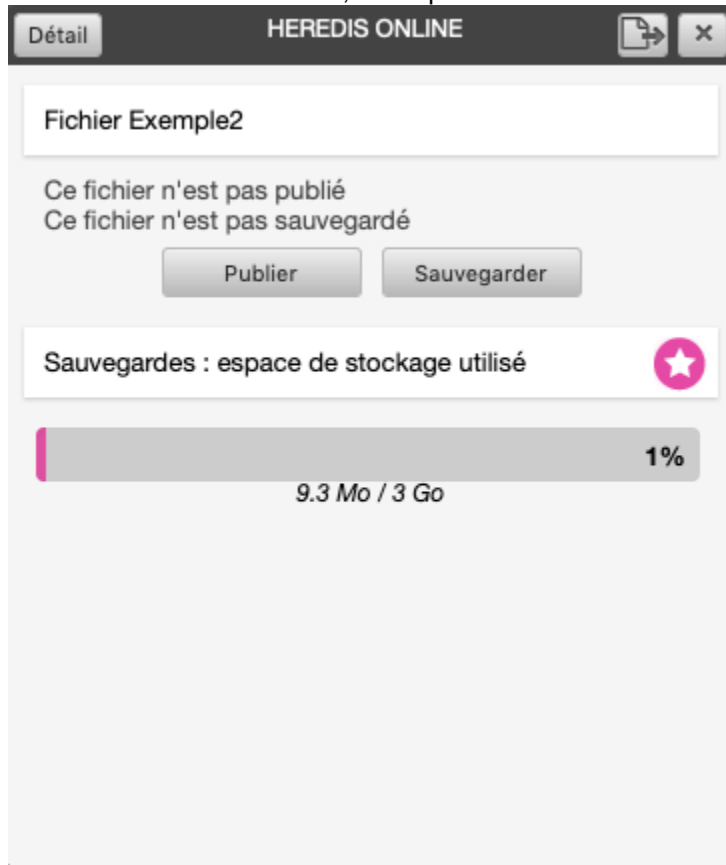 Détail
HEREDIS ONLINE
Fichier Exemple2
Ce fichier n'est pas publié
Ce fichier n'est pas sauvegardé
Publier
Sauvegarder
Sauvegardes : espace de stockage utilisé
1%
9.3 Mo / 3 Go